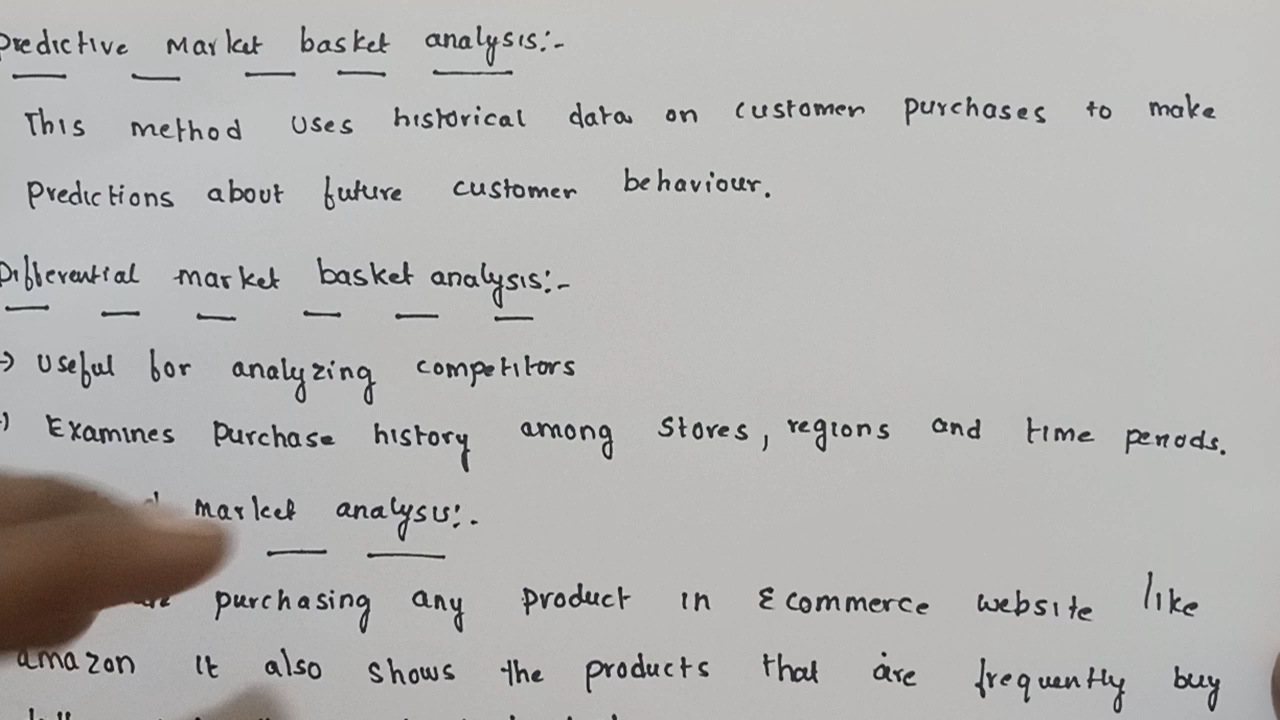 Predictive Market basket analysis:-
This method uses historical data on customer purchases to make
Predictions about future customer behaviour.
Differential market basket analysis:-
→ Useful for analyzing competitors
→ Examines purchase history among stores, regions and time periods.
market analysis:-
purchasing any product in Ecommerce website like
amazon It also shows the products that are frequently buy